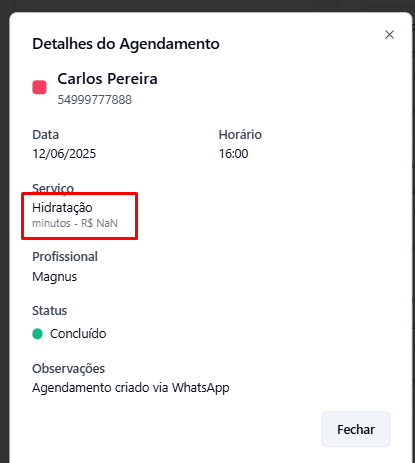 Detalhes do Agendamento
Carlos Pereira
54999777888
Data
Horário
12/06/2025
16:00
Serviço
Hidratação
minutos - R$ NaN
Profissional
Magnus
Status
Concluído
Observações
Agendamento criado via WhatsApp
Fechar